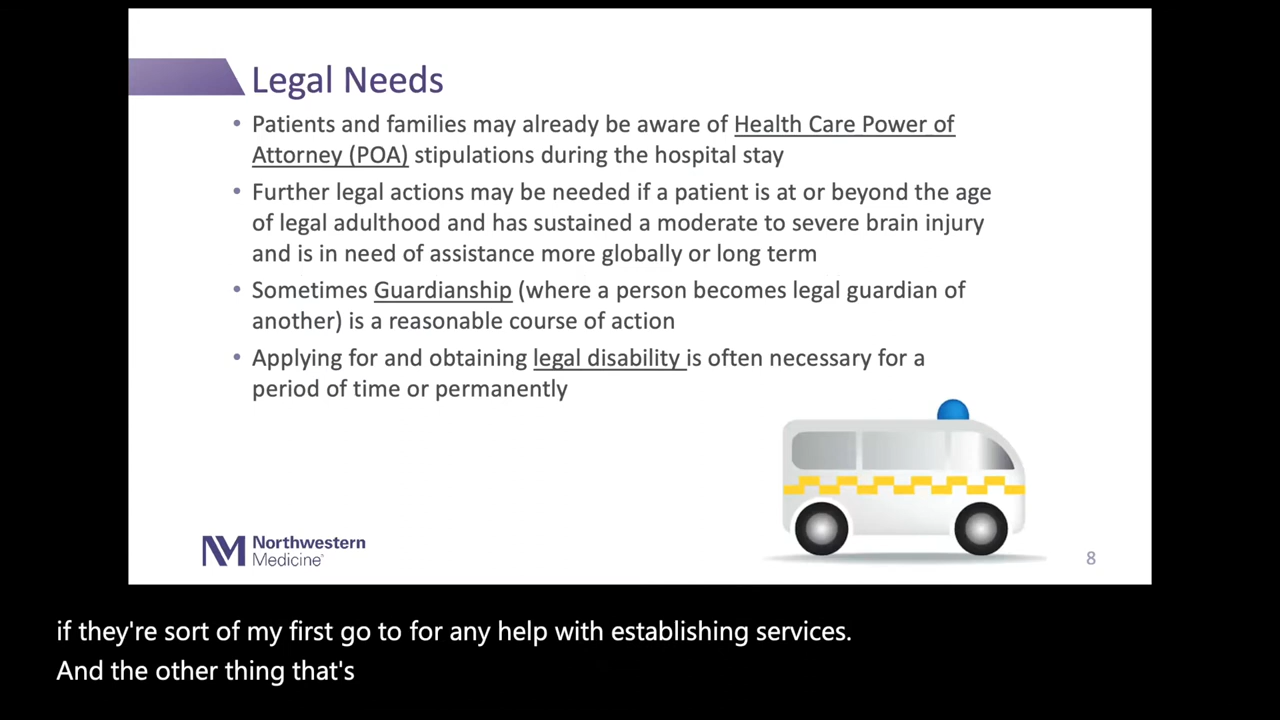 Legal Needs
• Patients and families may already be aware of Health Care Power of
Attorney (POA) stipulations during the hospital stay
• Further legal actions may be needed if a patient is at or beyond the age
of legal adulthood and has sustained a moderate to severe brain injury
and is in need of assistance more globally or long term
• Sometimes Guardianship (where a person becomes legal guardian of
another) is a reasonable course of action
• Applying for and obtaining legal disability is often necessary for a
period of time or permanently
NM Northwestern
Medicine
8
if they're sort of my first go to for any help with establishing services.
And the other thing that's